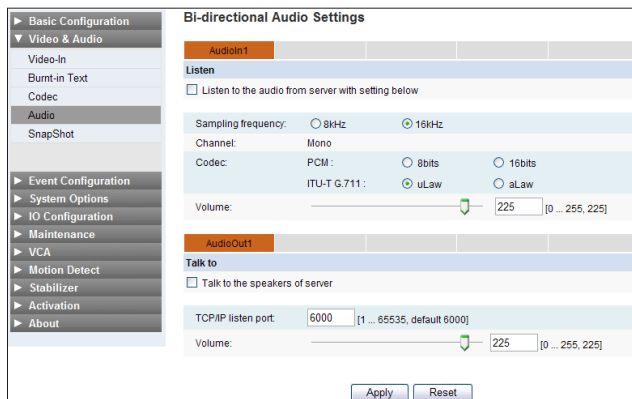 Basic Configuration
Video & Audio
Video-In
Burnt-in Text
Codec
Audio
SnapShot
Event Configuration
System Options
IO Configuration
Maintenance
VCA
Motion Detect
Stabilizer
Activation
About
Bi-directional Audio Settings
AudioIn1
Listen
Listen to the audio from server with setting below
Sampling frequency: 8kHz 16kHz
Channel: Mono
Codec: PCM : 8bits 16bits
ITU-T G.711 : uLaw aLaw
Volume: 225 [0 ... 255, 225]
AudioOut1
Talk to
Talk to the speakers of server
TCP/IP listen port: 6000 [1 ... 65535, default 6000]
Volume: 225 [0 ... 255, 225]
Apply Reset